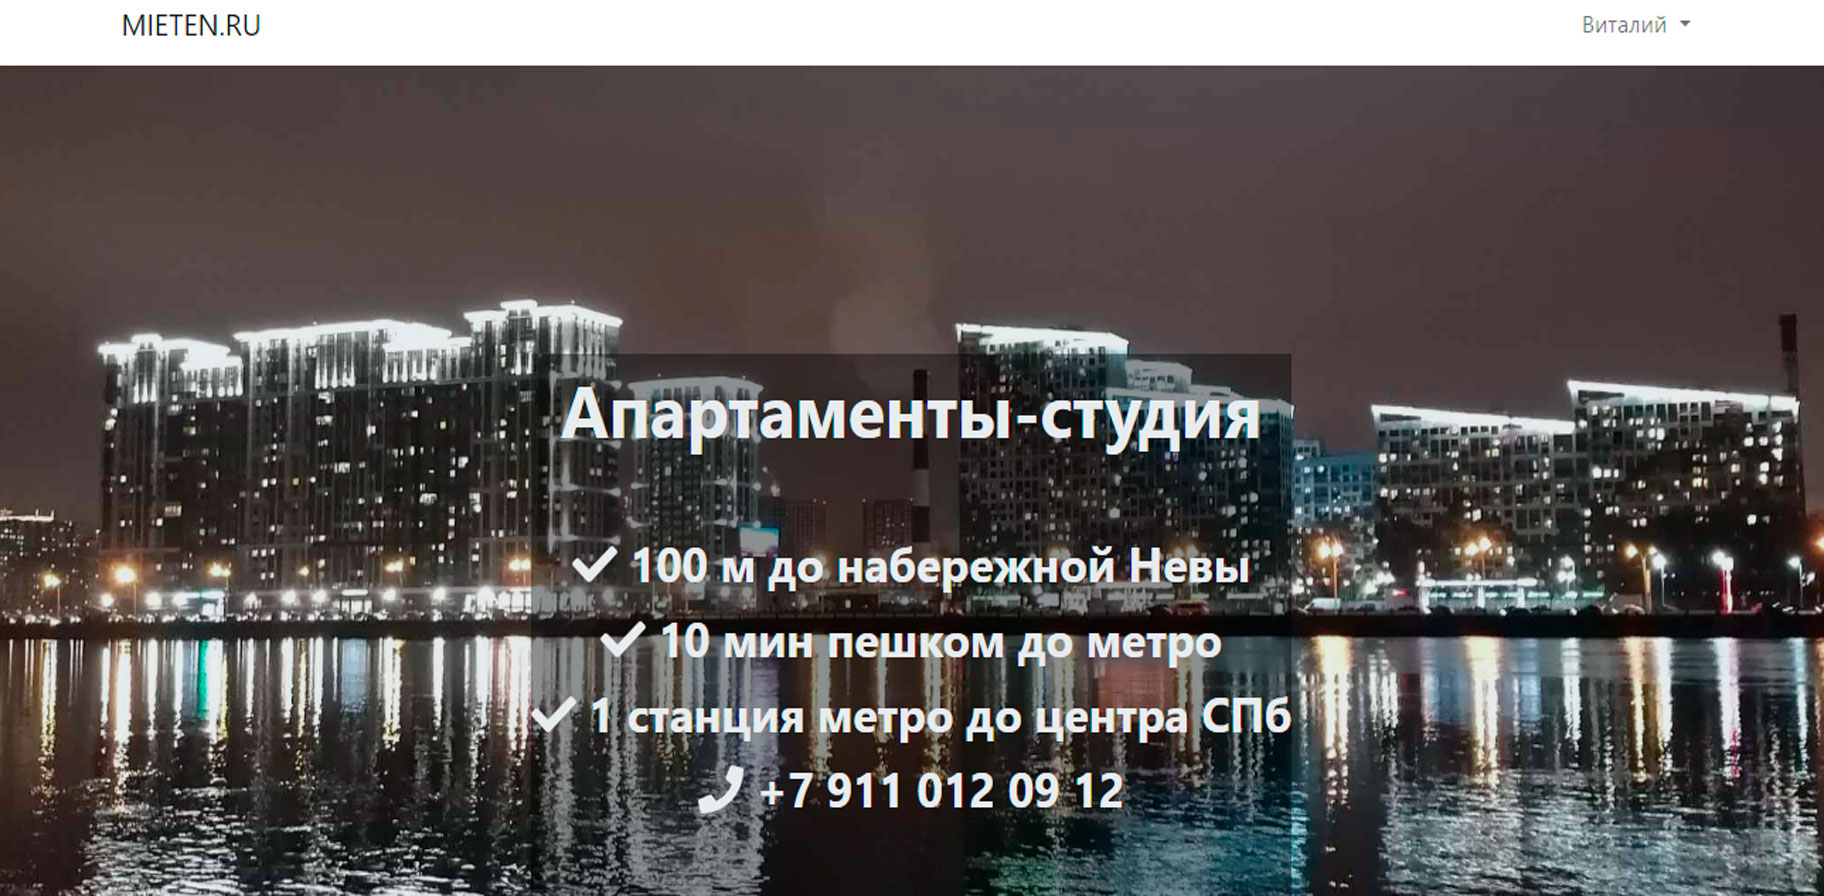 MIETEN.RU
Виталий
Апартаменты-студия
100 м до набережной Невы
10 мин пешком до метро
1 станция метро до центра СПб
+7 911 012 09 12